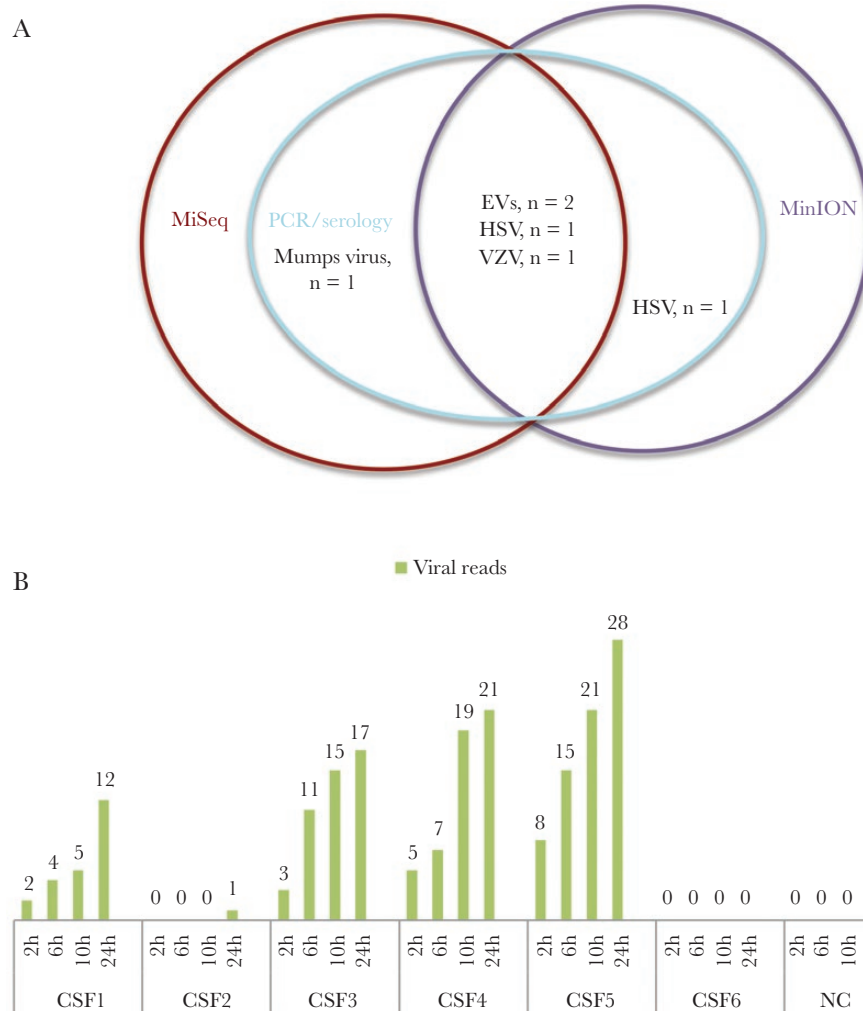 A
MiSeq
PCR/serology
Mumps virus,
n = 1
EVs, n = 2
HSV, n = 1
VZV, n = 1
MinION
HSV, n = 1
B
Viral reads
2 4 5 12
0 0 0 1
3 11 15 17
5 7 19 21
8 15 21 28
0 0 0 0
0 0 0
2h 6h 10h 24h 2h 6h 10h 24h 2h 6h 10h 24h 2h 6h 10h 24h 2h 6h 10h 24h 2h 6h 10h 24h 2h 6h 10h
CSF1 CSF2 CSF3 CSF4 CSF5 CSF6 NC